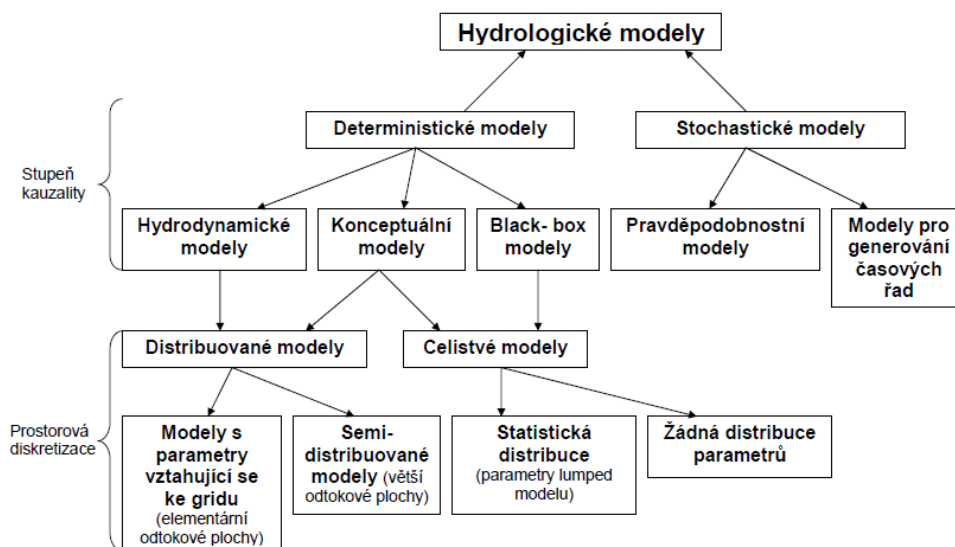 Hydrologické modely
Deterministické modely
Stochastické modely
Stupeň
kauzality
Hydrodynamické
modely
Konceptuální
modely
Black- box
modely
Pravděpodobnostní
modely
Modely pro
generování
časových
řad
Distribuované modely
Celistvé modely
Prostorová
diskretizace
Modely s
parametry
vztahující se
ke gridu
(elementární
odtokové plochy)
Semi-
distribuované
modely (větší
odtokové plochy)
Statistická
distribuce
(parametry lumped
modelu)
Žádná distribuce
parametrů